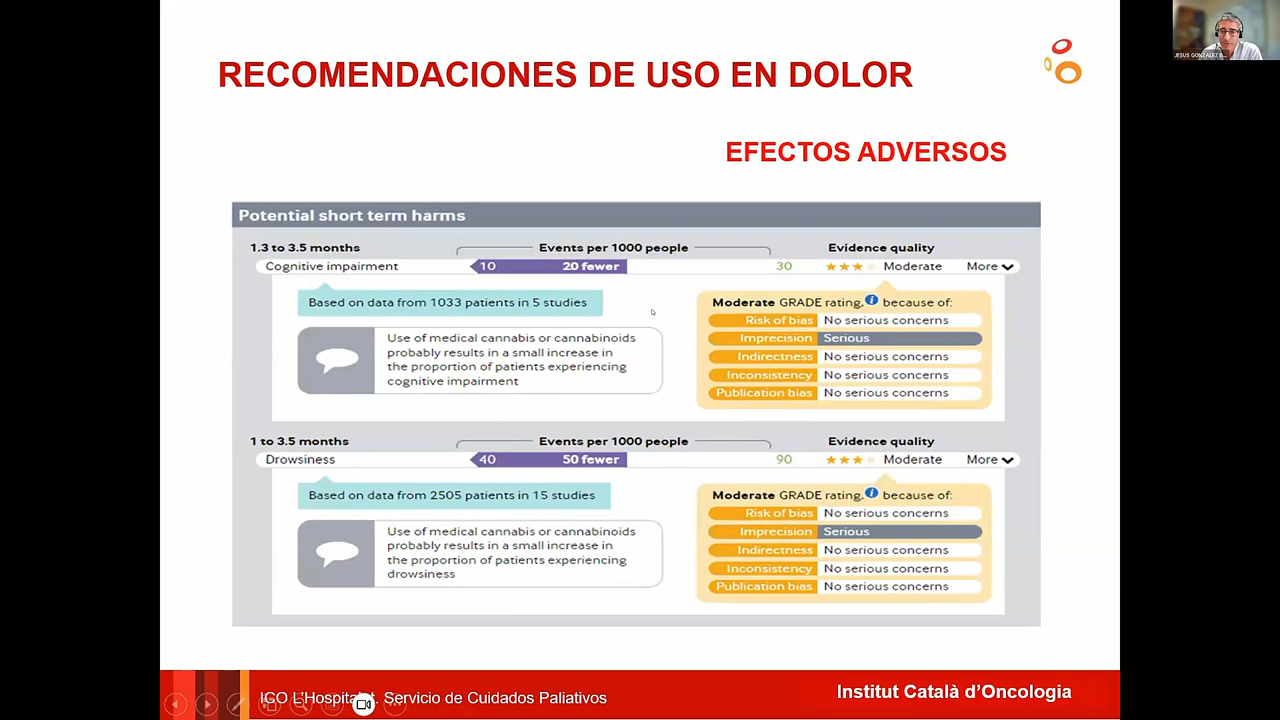 JESUS GONZALEZ B...
RECOMENDACIONES DE USO EN DOLOR
EFECTOS ADVERSOS
Potential short term harms
1.3 to 3.5 months Events per 1000 people Evidence quality
Cognitive impairment 10 20 fewer 30 Moderate More
Based on data from 1033 patients in 5 studies
Use of medical cannabis or cannabinoids
probably results in a small increase in
the proportion of patients experiencing
cognitive impairment
Moderate GRADE rating, i because of:
Risk of bias No serious concerns
Imprecision Serious
Indirectness No serious concerns
Inconsistency No serious concerns
Publication bias No serious concerns
1 to 3.5 months Events per 1000 people Evidence quality
Drowsiness 40 50 fewer 90 Moderate More
Based on data from 2505 patients in 15 studies
Use of medical cannabis or cannabinoids
probably results in a small increase in
the proportion of patients experiencing
drowsiness
Moderate GRADE rating, i because of:
Risk of bias No serious concerns
Imprecision Serious
Indirectness No serious concerns
Inconsistency No serious concerns
Publication bias No serious concerns
ICO L'Hospitalet. Servicio de Cuidados Paliativos
Institut Català d'Oncologia